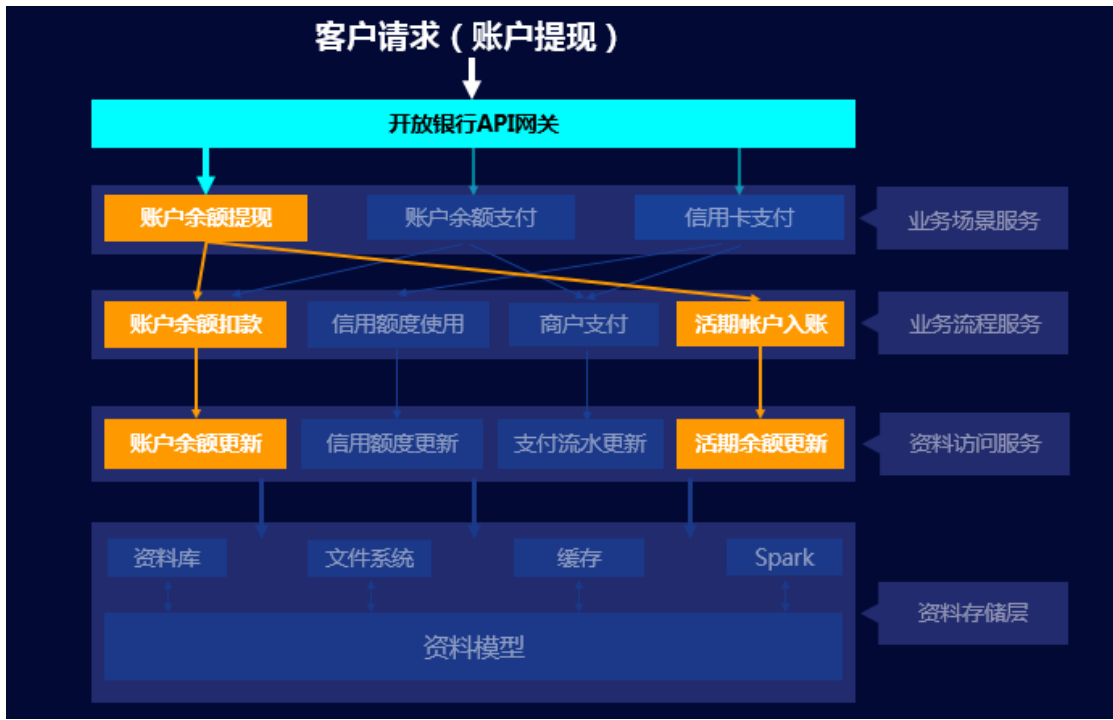 客户请求（账户提现）
开放银行API网关
账户余额提现
账户余额支付
信用卡支付
业务场景服务
账户余额扣款
信用额度使用
商户支付
活期帐户入账
业务流程服务
账户余额更新
信用额度更新
支付流水更新
活期余额更新
资料访问服务
资料库
文件系统
缓存
Spark
资料存储层
资料模型